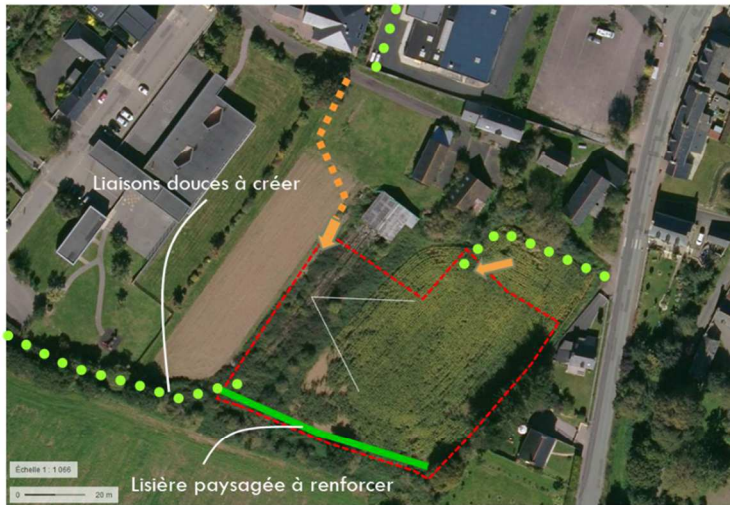 Liaisons douces à créer
Échelle 1 : 1 066
0 20 m
Lisière paysagée à renforcer